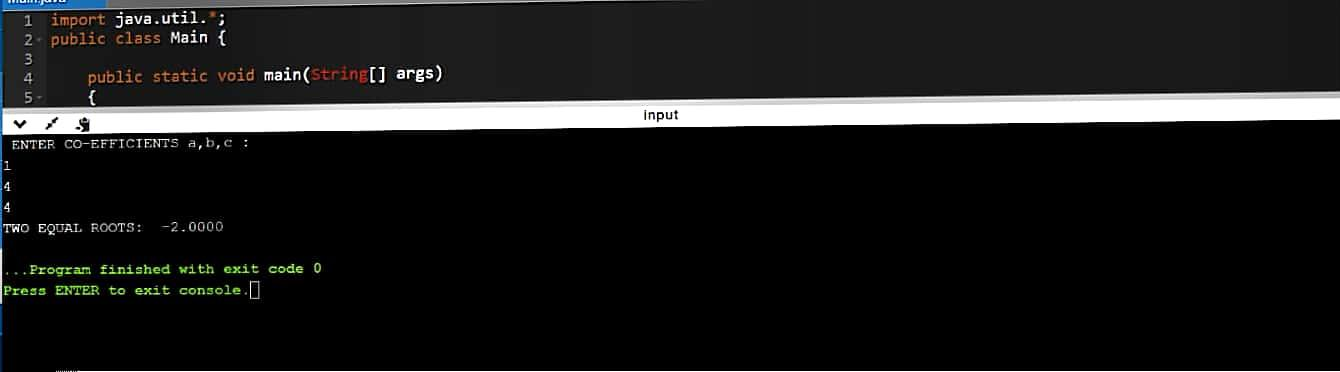 Main.java
1 import java.util.*;
2 public class Main {
3
4 public static void main(String[] args)
5 {
input
ENTER CO-EFFICIENTS a,b,c :
1
4
4
TWO EQUAL ROOTS: -2.0000
...Program finished with exit code 0
Press ENTER to exit console.